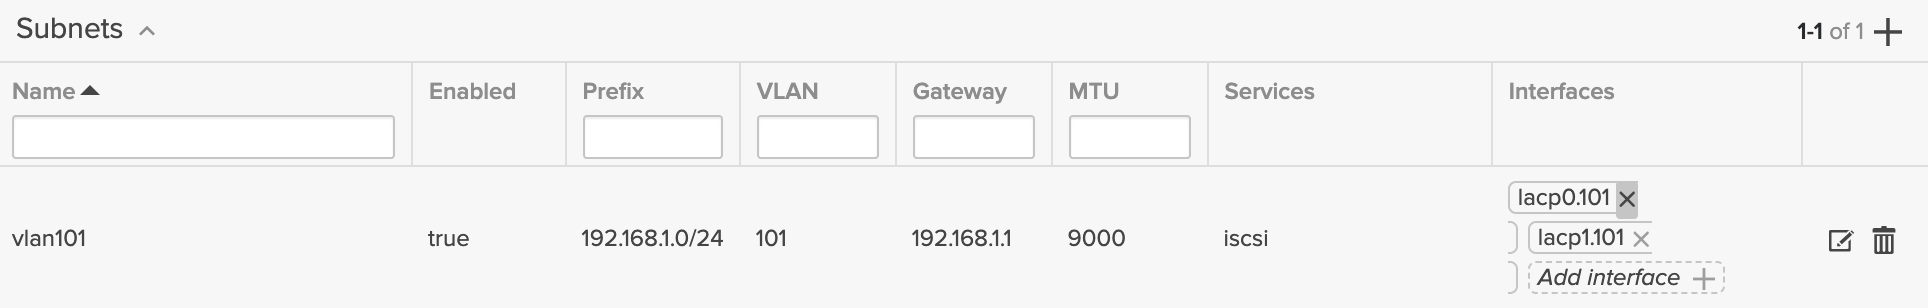 Subnets
1-1 of 1
Name Enabled Prefix VLAN Gateway MTU Services Interfaces
lacp0.101
vlan101 true 192.168.1.0/24 101 192.168.1.1 9000 iscsi lacp1.101
Add interface